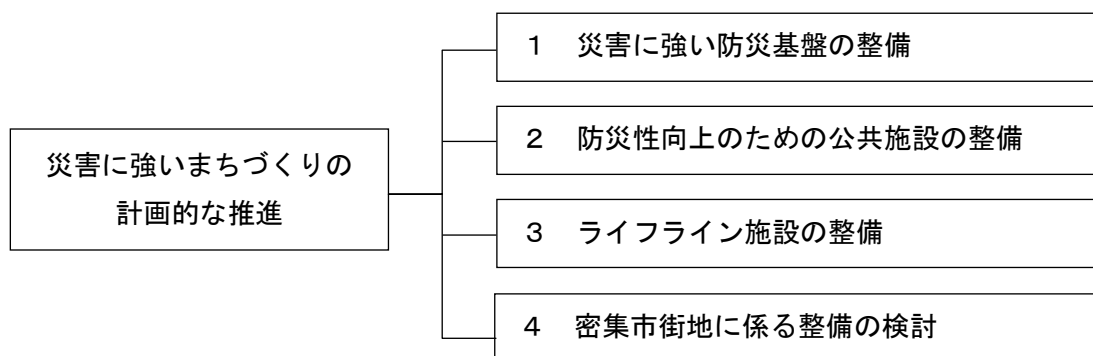 災害に強いまちづくりの
計画的な推進
１　災害に強い防災基盤の整備
２　防災性向上のための公共施設の整備
３　ライフライン施設の整備
４　密集市街地に係る整備の検討